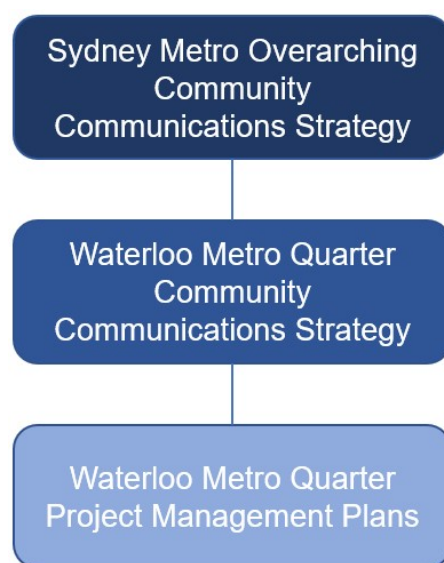 Sydney Metro Overarching
Community
Communications Strategy
Waterloo Metro Quarter
Community
Communications Strategy
Waterloo Metro Quarter
Project Management Plans